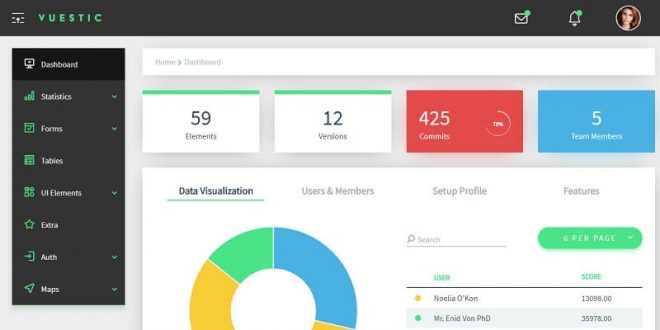 VUESTIC
Dashboard
Statistics
Forms
Tables
UI Elements
Extra
Auth
Maps
Home > Dashboard
59
Elements
12
Versions
425
Commits
70%
5
Team Members
Data Visualization
Users & Members
Setup Profile
Features
Search
6 PER PAGE
USER SCORE
Noelia O'Kon 13098.00
Mr. Enid Von PhD 35978.00